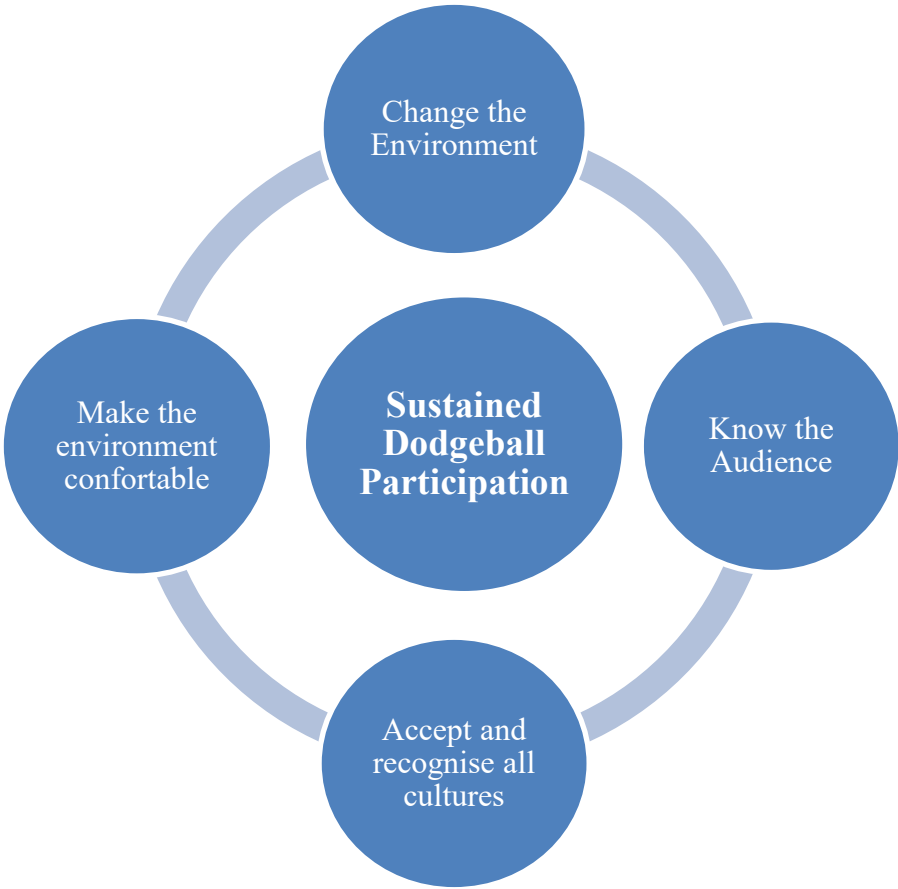 Change the
Environment
Make the
environment
confortable
Sustained
Dodgeball
Participation
Know the
Audience
Accept and
recognise all
cultures